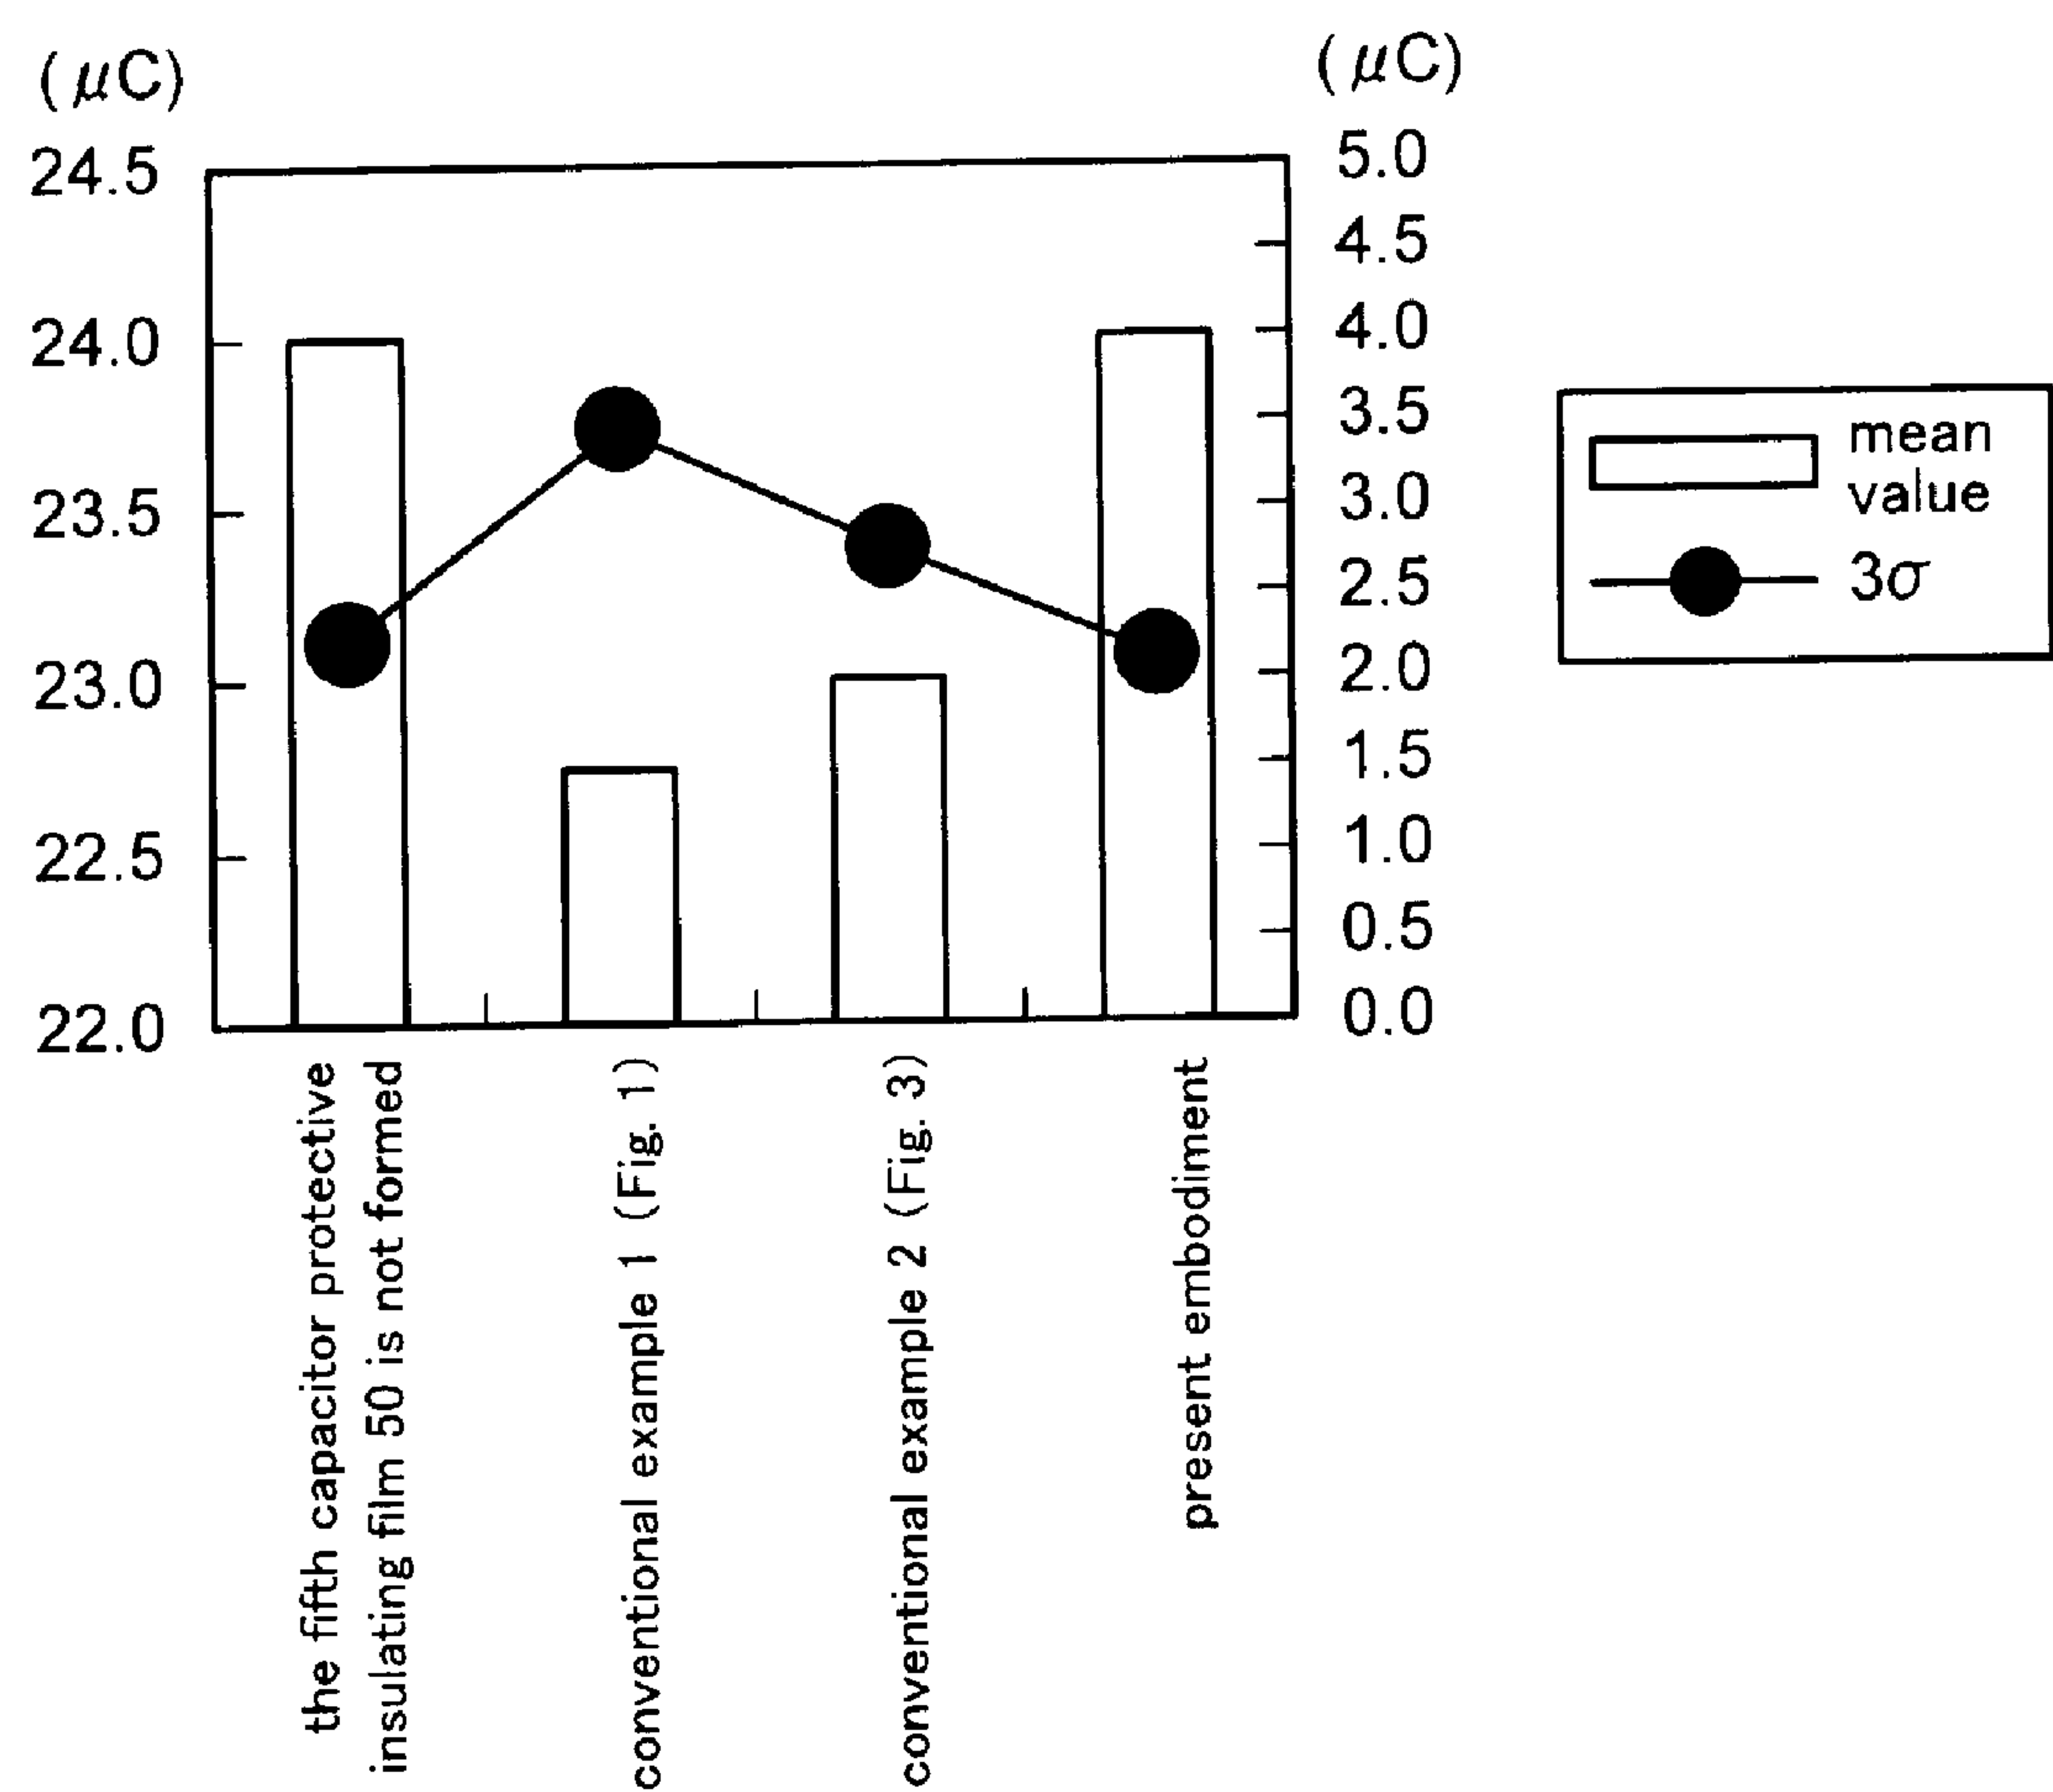 (μC)
24.5
24.0
23.5
23.0
22.5
22.0
(μC)
5.0
4.5
4.0
3.5
3.0
2.5
2.0
1.5
1.0
0.5
0.0
mean
value
3σ
the fifth capacitor protective
insulating film 50 is not formed
conventional example 1 (Fig. 1)
conventional example 2 (Fig. 3)
present embodiment